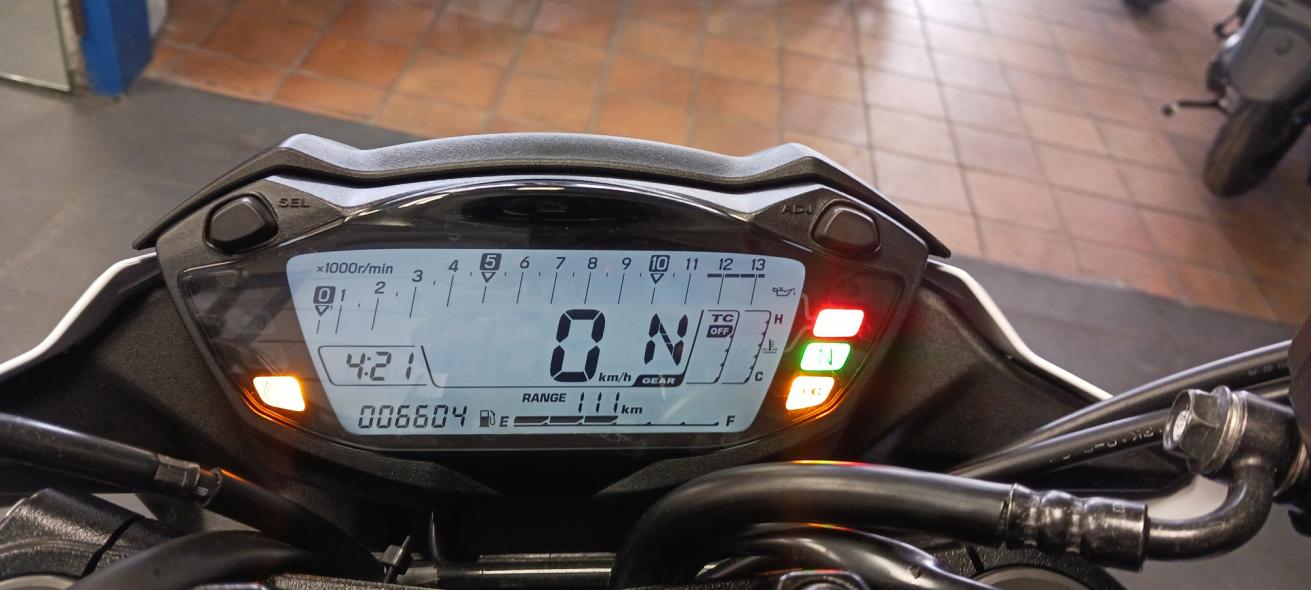 SEL
ADJ
×1000r/min
0 1 2 3 4 5 6 7 8 9 10 11 12 13
TC
OFF
H
0 km/h
N
GEAR
C
4:21
N
TC
RANGE 111 km
006604
E
F